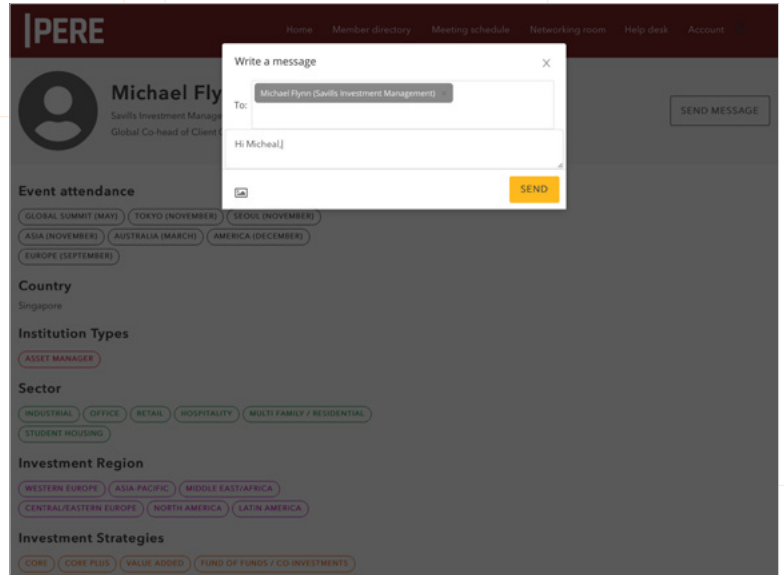 PERE
Home Member directory Meeting schedule Networking room Help desk Account
Write a message
To: Michael Flynn (Savills Investment Management)
Hi Micheal,
SEND
Michael Fly
Savills Investment Manage
Global Co-head of Client
SEND MESSAGE
Event attendance
GLOBAL SUMMIT (MAY) TOKYO (NOVEMBER) SEOUL (NOVEMBER)
ASIA (NOVEMBER) AUSTRALIA (MARCH) AMERICA (DECEMBER)
EUROPE (SEPTEMBER)
Country
Singapore
Institution Types
ASSET MANAGER
Sector
INDUSTRIAL OFFICE RETAIL HOSPITALITY MULTI FAMILY / RESIDENTIAL
STUDENT HOUSING
Investment Region
WESTERN EUROPE ASIA-PACIFIC MIDDLE EAST/AFRICA
CENTRAL/EASTERN EUROPE NORTH AMERICA LATIN AMERICA
Investment Strategies
CORE CORE PLUS VALUE ADDED FUND OF FUNDS / CO-INVESTMENTS